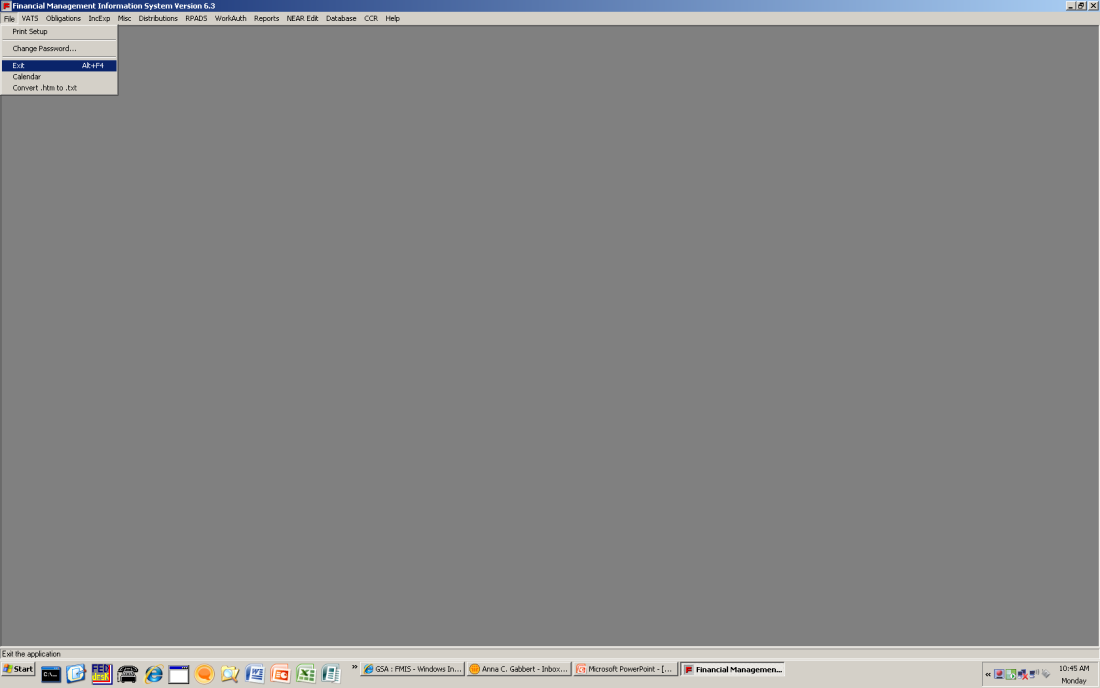 Financial Management Information System Version 6.3
File VATS Obligations IncExp Misc Distributions RPADS WorkAuth Reports NEAR Edit Database CCR Help
Print Setup
Change Password...
Exit Alt+F4
Calendar
Convert .htm to .txt
Exit the application
Start C:\... FED desk » GSA : FMIS - Windows In... Anna C. Gabbert - Inbox... Microsoft PowerPoint - [... Financial Managemen... « 10:45 AM
Monday